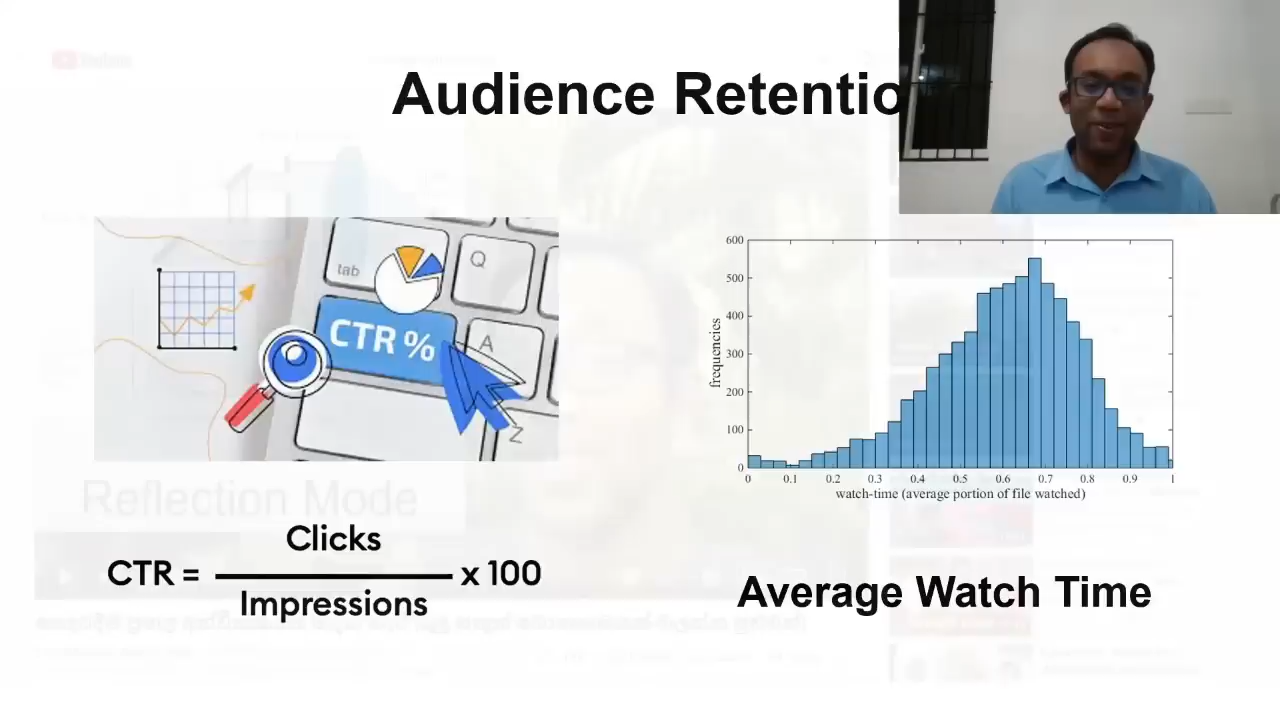 Audience Retentio
tab
Q
CTR %
A
Z
Reflection Mode
CTR = Clicks
Impressions x 100
600
500
400
300
200
100
0
frequencies
0 0.1 0.2 0.3 0.4 0.5 0.6 0.7 0.8 0.9 1
watch-time (average portion of file watched)
Average Watch Time